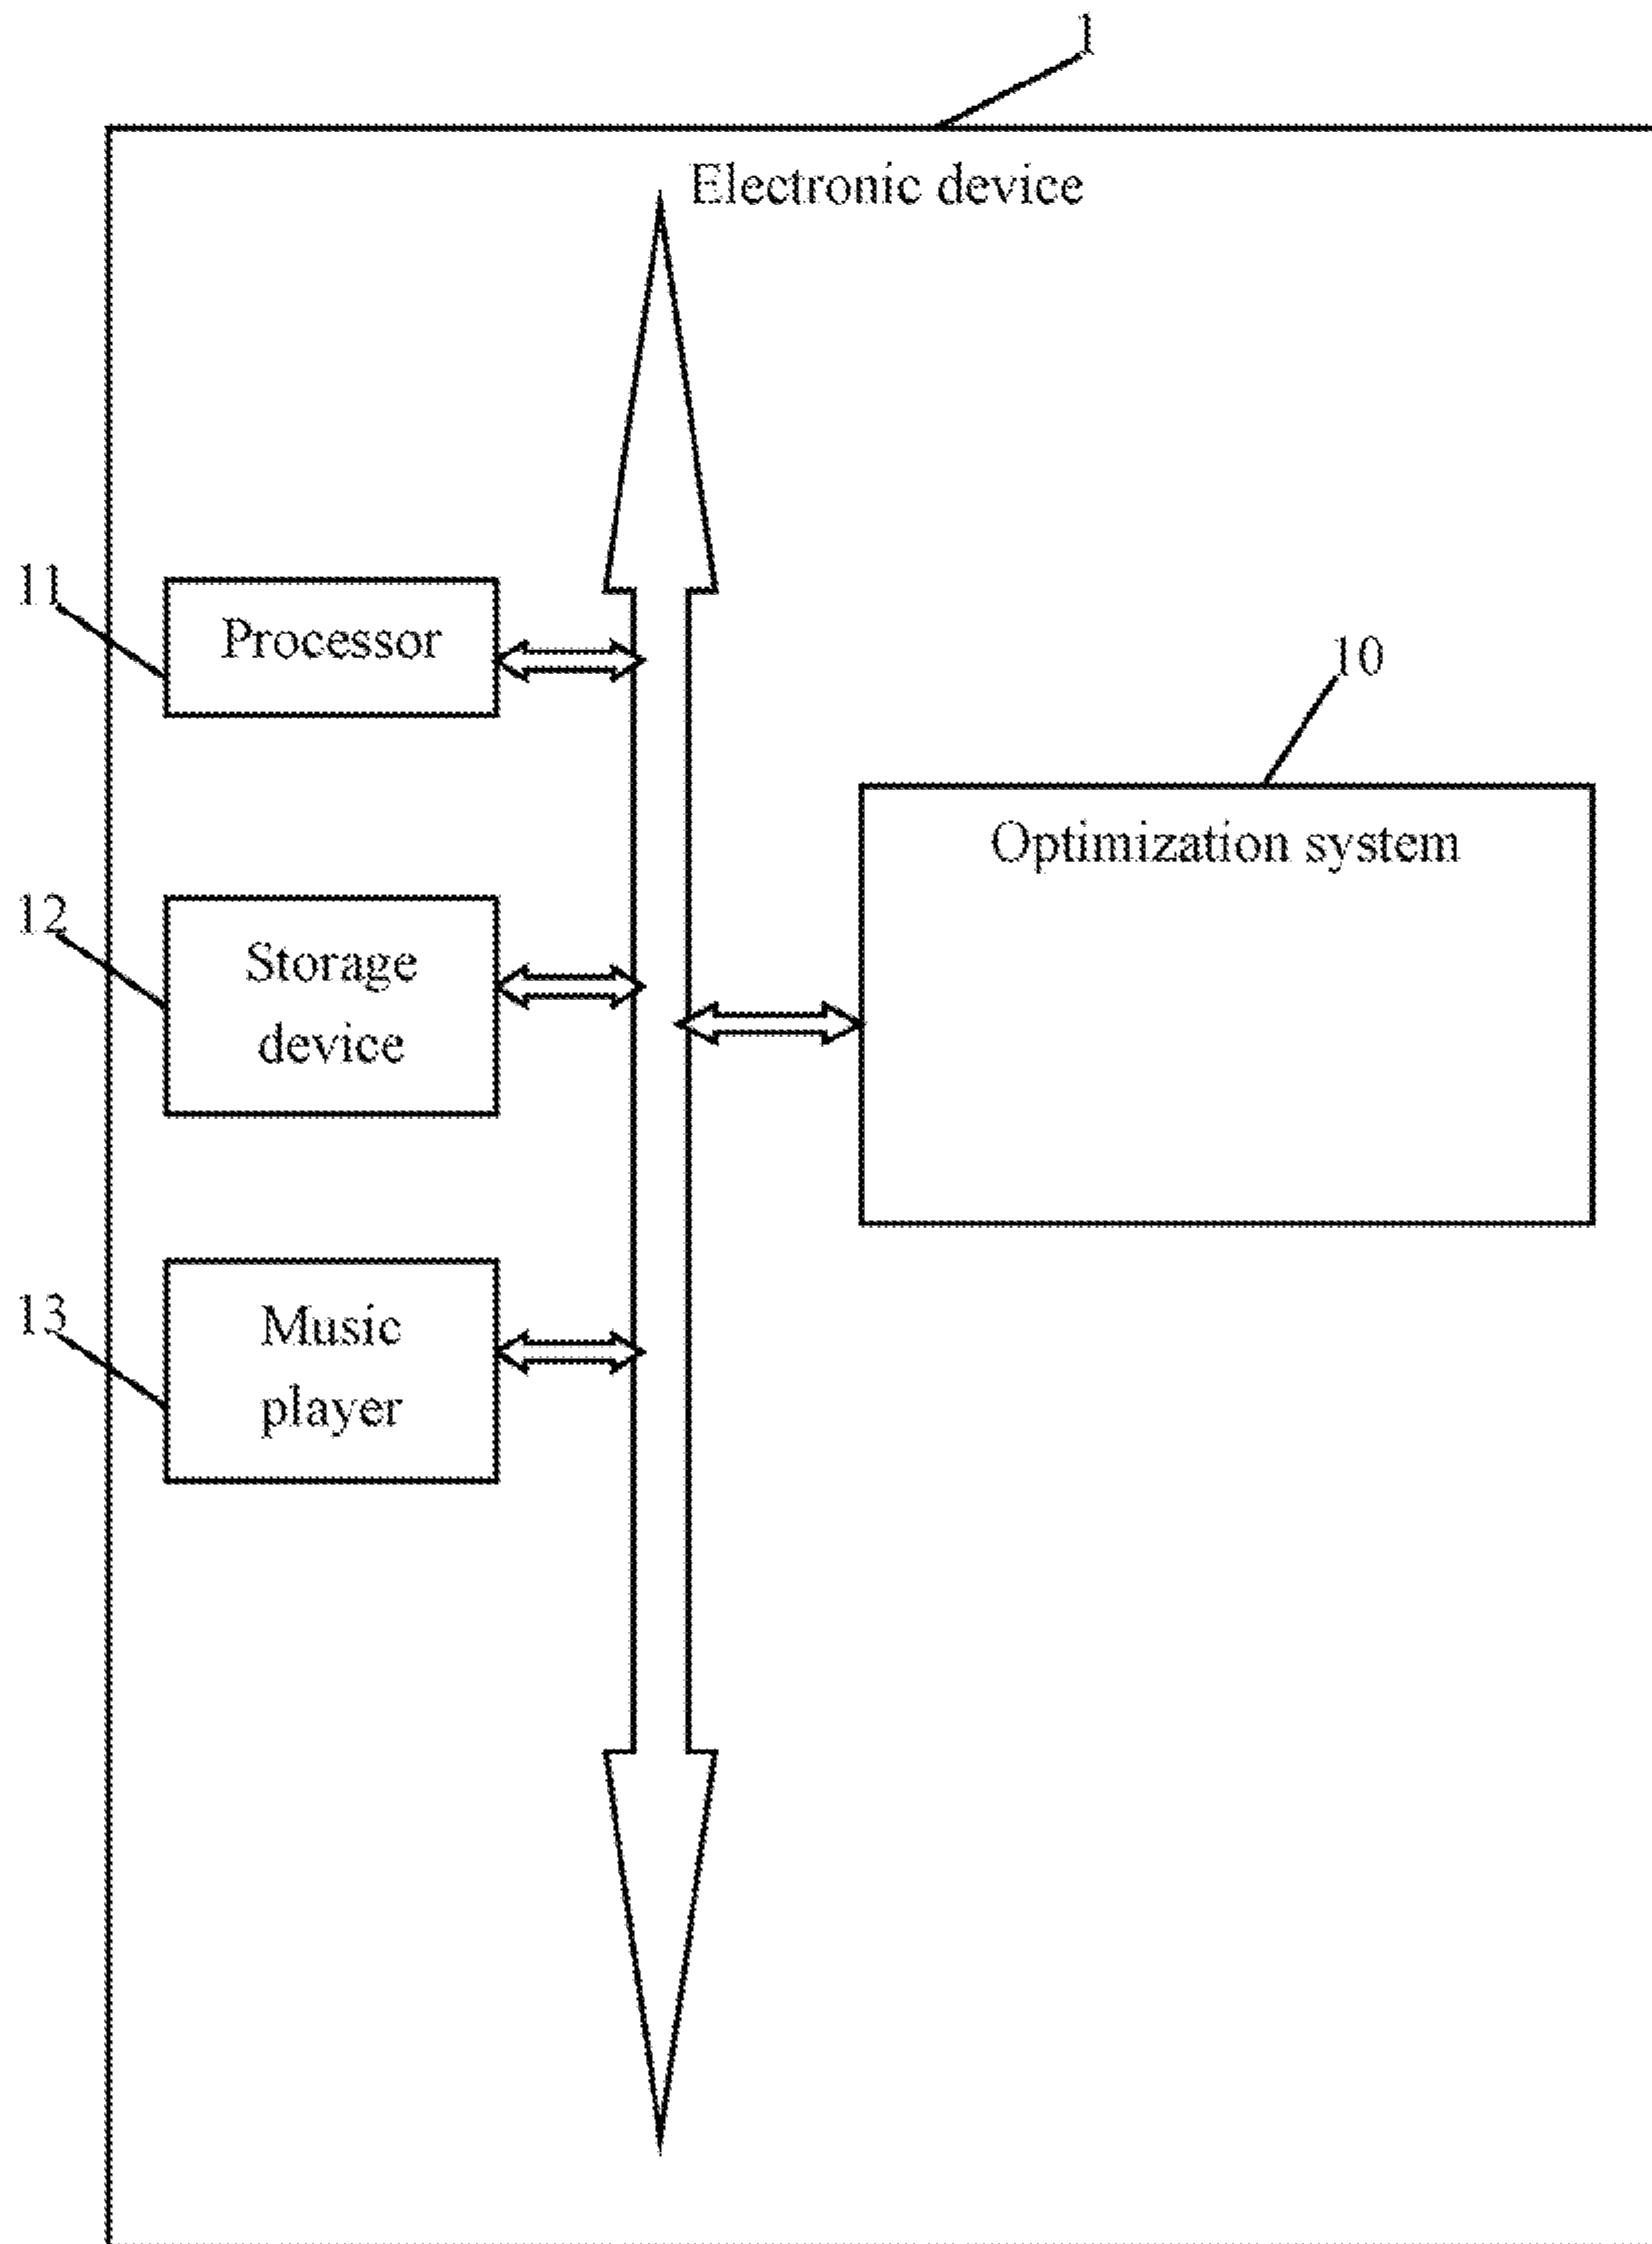 1
Electronic device
11
Processor
10
Optimization system
12
Storage
device
13
Music
player